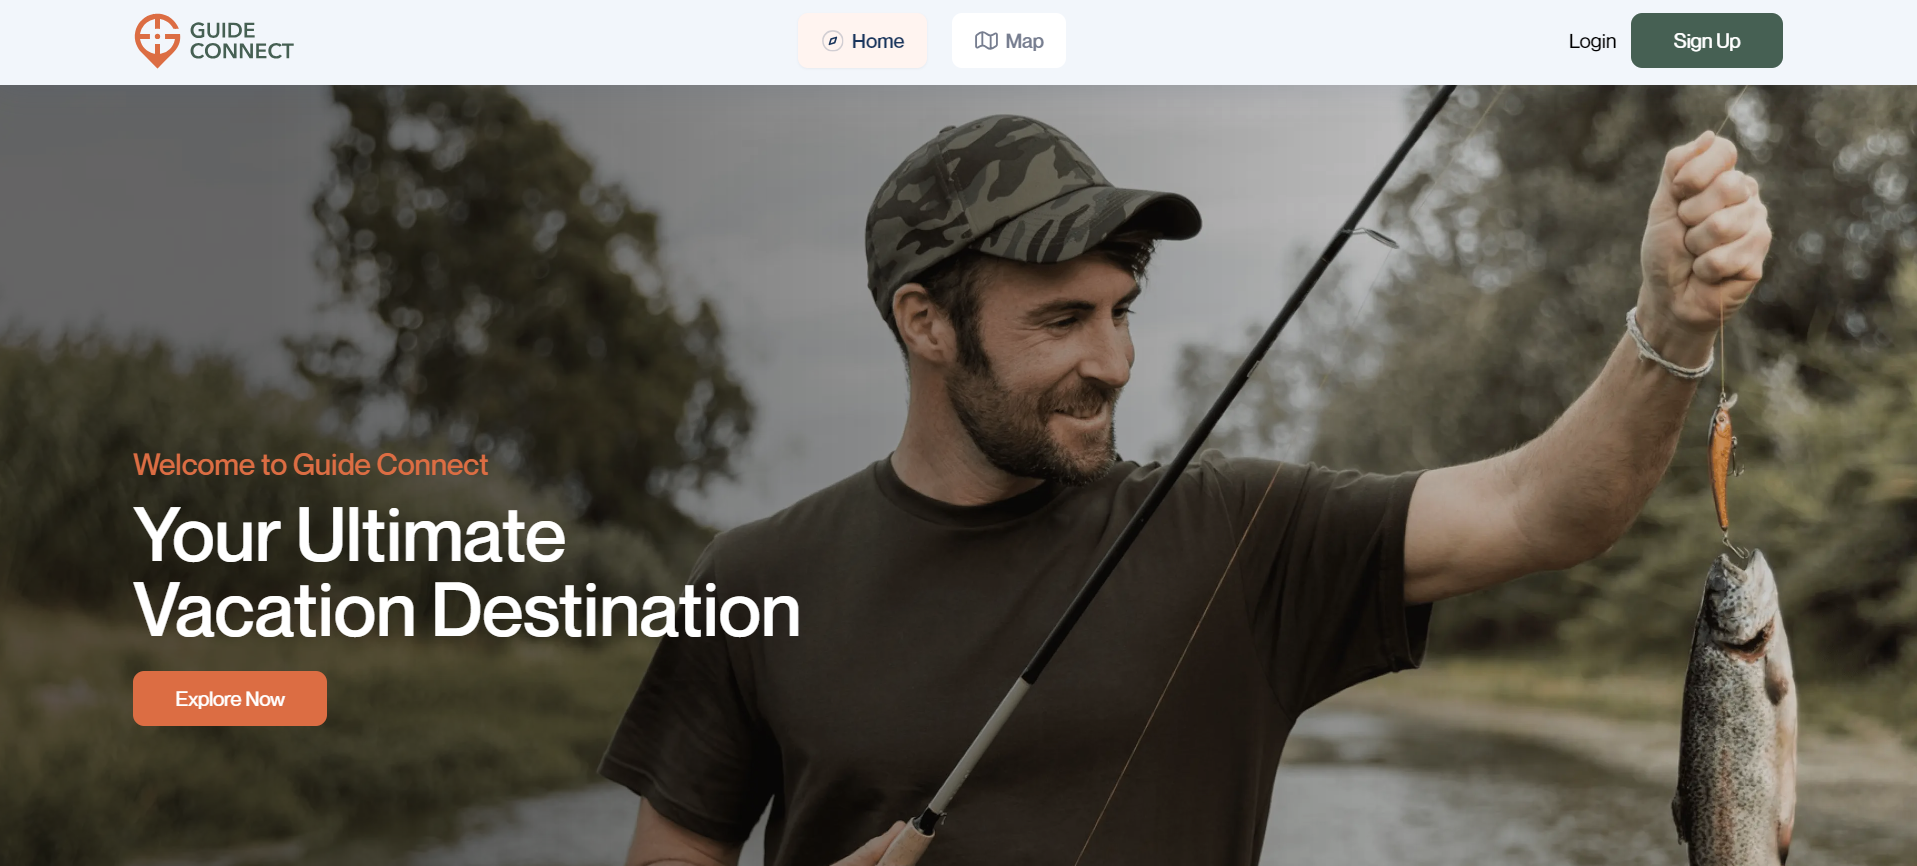 GUIDE
CONNECT
Home
Map
Login
Sign Up
Welcome to Guide Connect
Your Ultimate
Vacation Destination
Explore Now